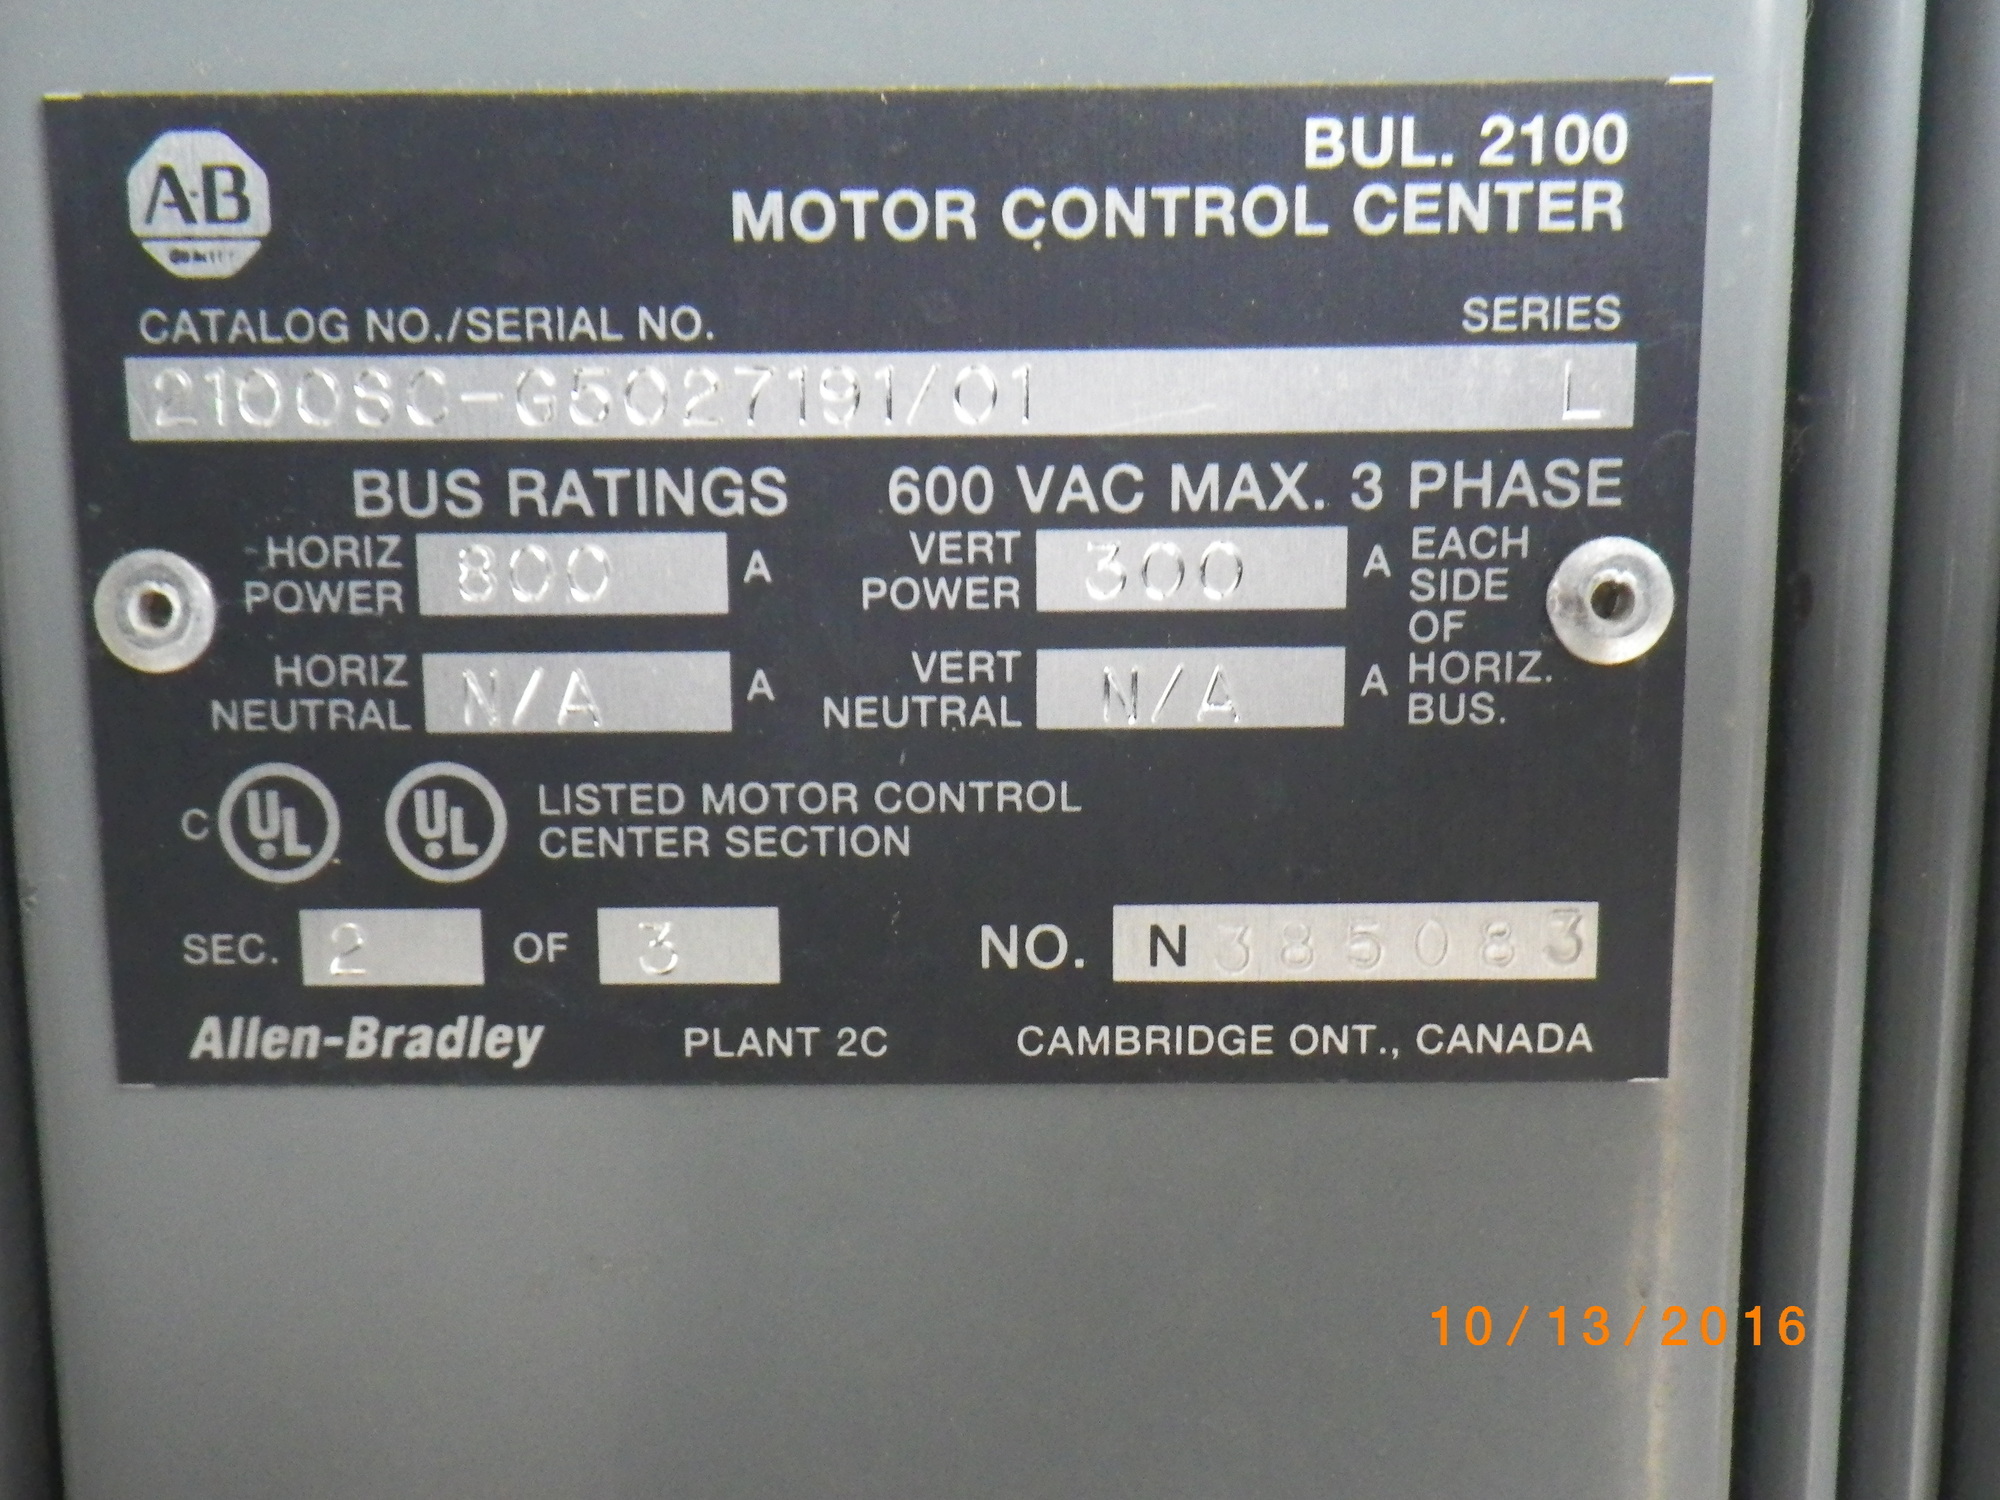 BUL. 2100
A-B
QUALITY
MOTOR CONTROL CENTER
CATALOG NO./SERIAL NO. SERIES
2100SC-G5027191/01 L
BUS RATINGS 600 VAC MAX. 3 PHASE
HORIZ POWER 800 A VERT POWER 300 A EACH SIDE OF HORIZ. BUS.
HORIZ NEUTRAL N/A A VERT NEUTRAL N/A A
C UL UL LISTED MOTOR CONTROL
CENTER SECTION
SEC. 2 OF 3 NO. N 385083
Allen-Bradley PLANT 2C CAMBRIDGE ONT., CANADA
10/13/2016